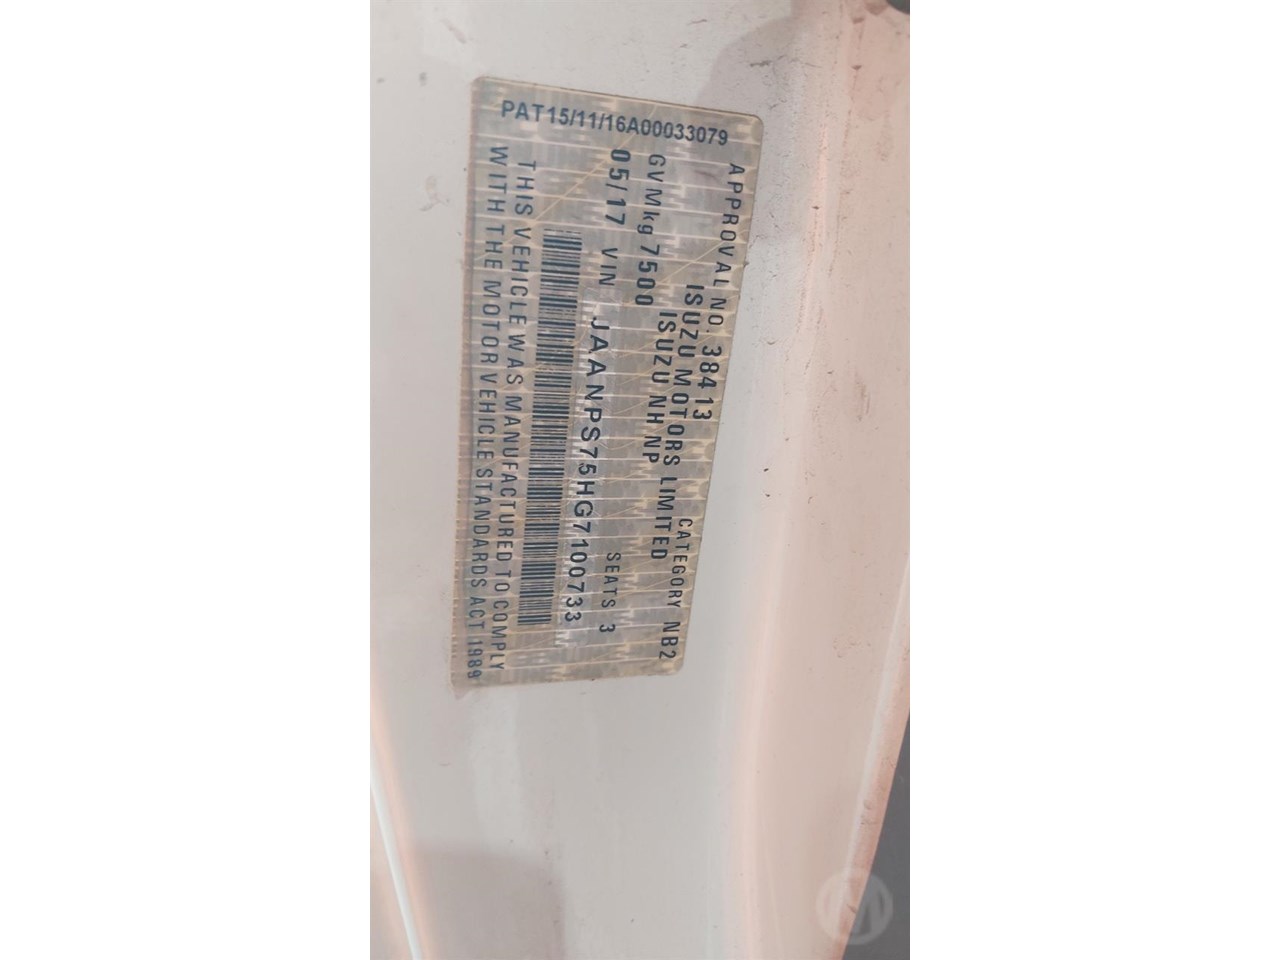 PAT15/11/16A00033079
APPROVAL NO. 38413 CATEGORY NB2
ISUZU MOTORS LIMITED
GVMkg 7500 ISUZU NH NP
05/17 VIN SEATS 3
JAANPS75HG7100733
THIS VEHICLE WAS MANUFACTURED TO COMPLY
WITH THE MOTOR VEHICLE STANDARDS ACT 1989
M